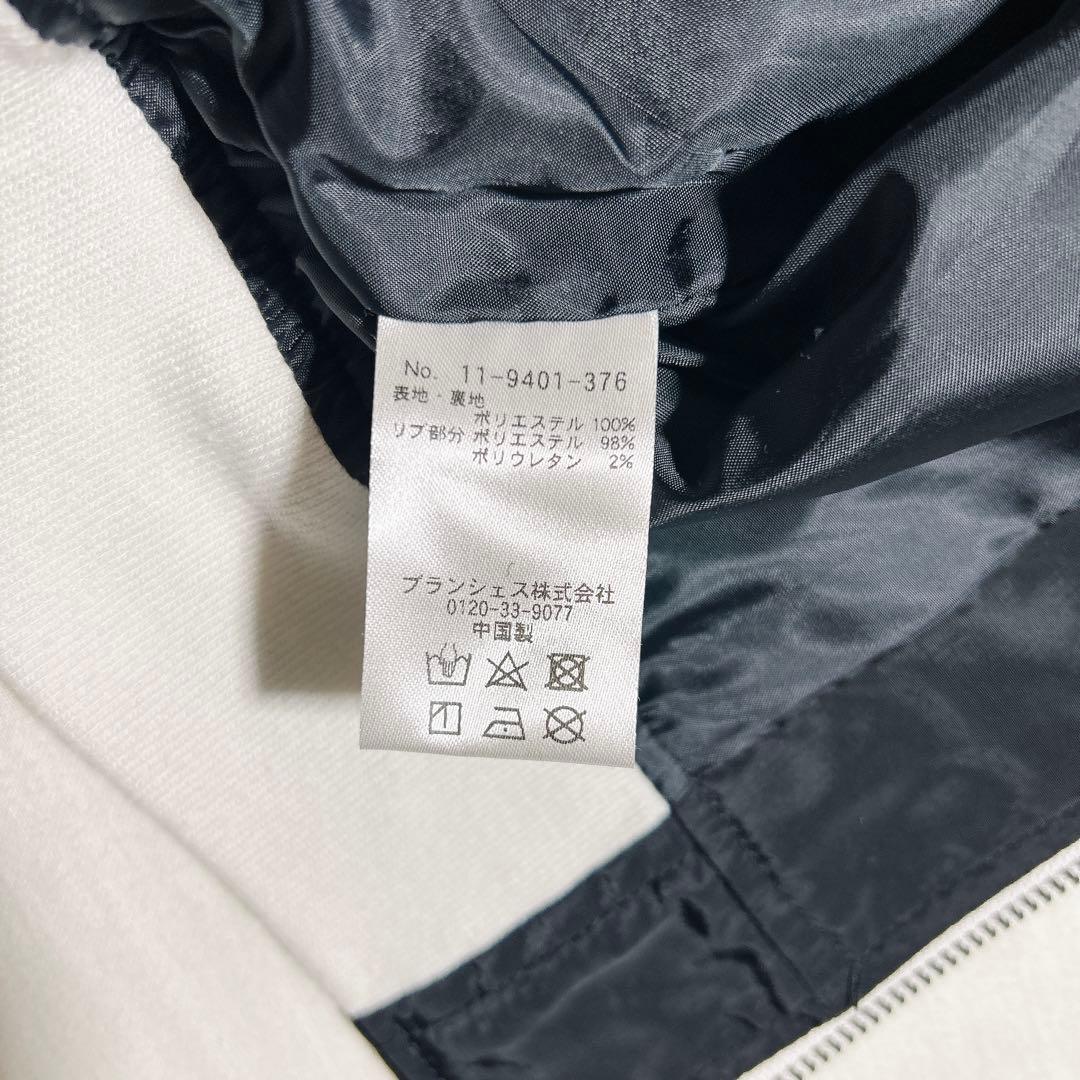 No. 11-9401-376
表地・裏地
ポリエステル 100%
リブ部分 ポリエステル 98%
ポリウレタン 2%
ブランシェス株式会社
0120-33-9077
中国製